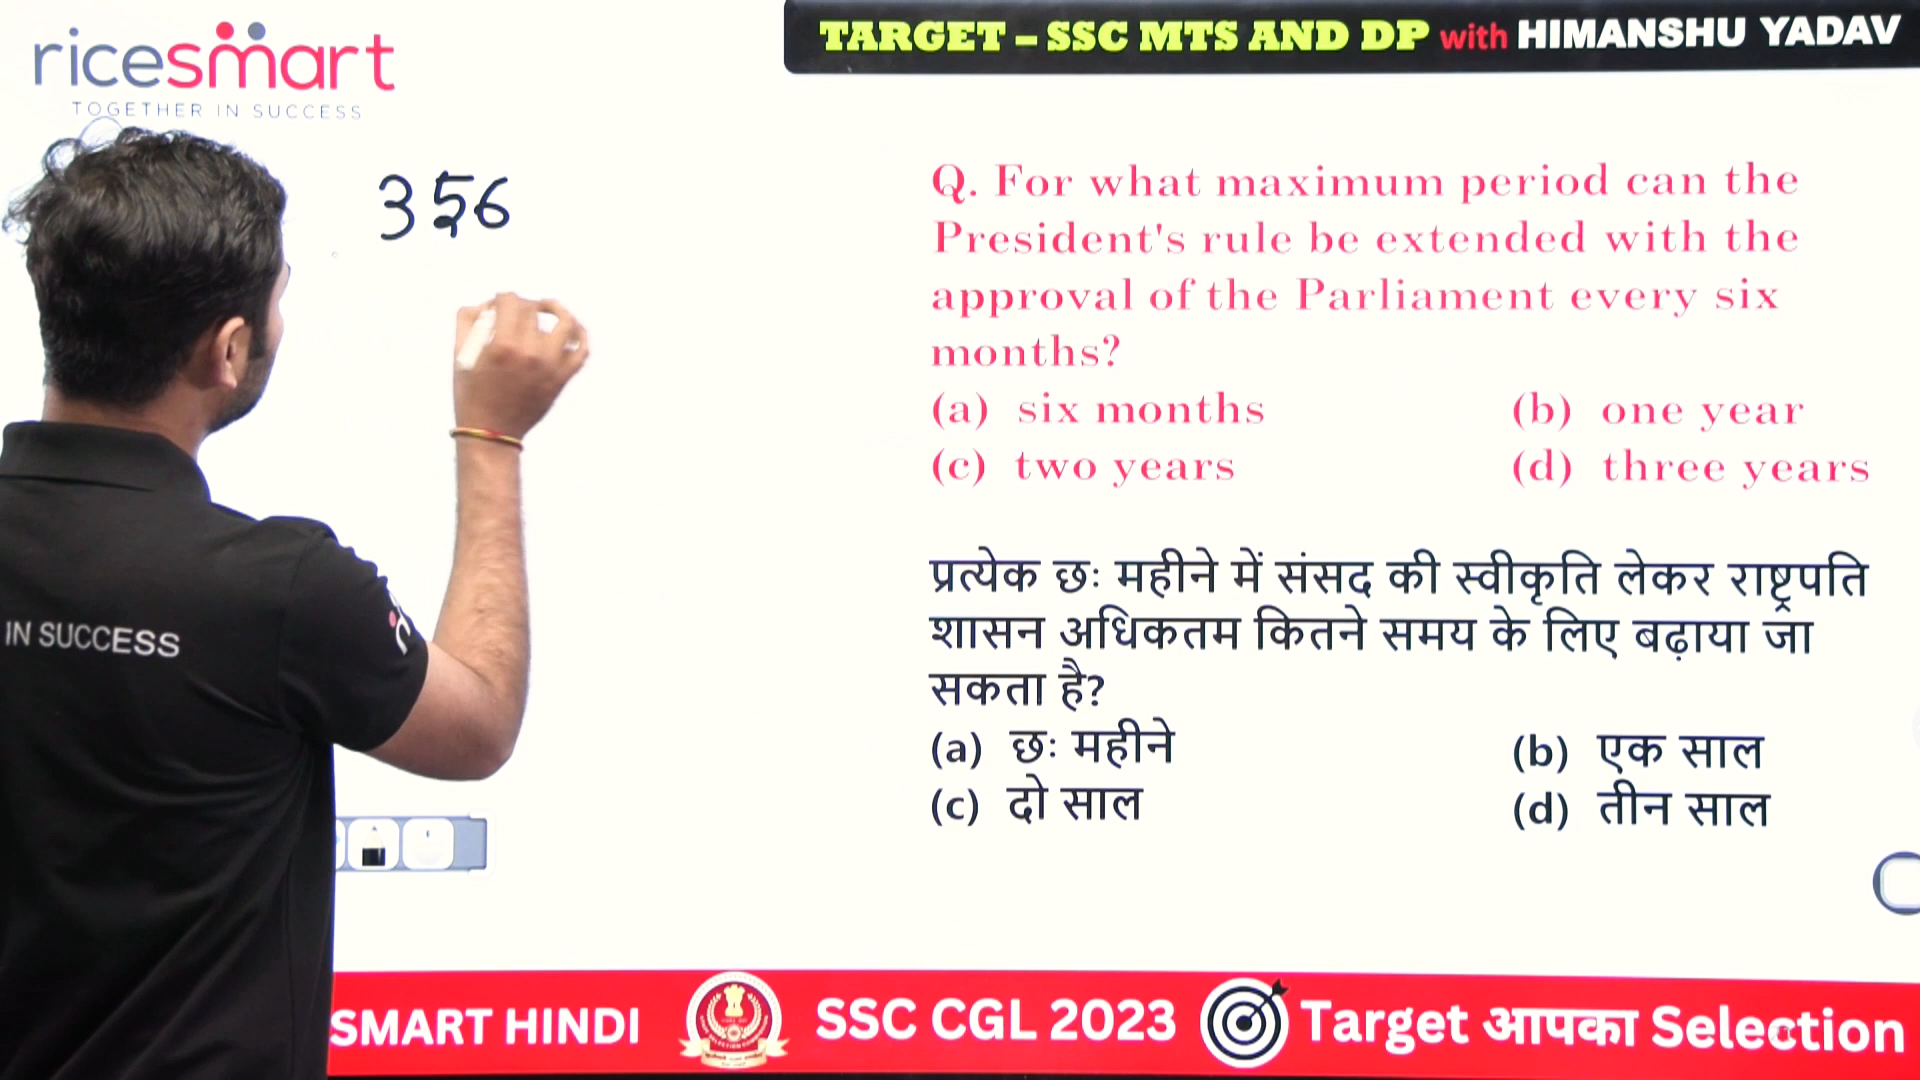 ricesmart
TOGETHER IN SUCCESS
TARGET – SSC MTS AND DP with HIMANSHU YADAV
356
Q. For what maximum period can the
President's rule be extended with the
approval of the Parliament every six
months?
(a) six months (b) one year
(c) two years (d) three years
प्रत्येक छः महीने में संसद की स्वीकृति लेकर राष्ट्रपति
शासन अधिकतम कितने समय के लिए बढ़ाया जा
सकता है?
(a) छः महीने (b) एक साल
(c) दो साल (d) तीन साल
IN SUCCESS
SMART HINDI SSC CGL 2023 Target आपका Selection